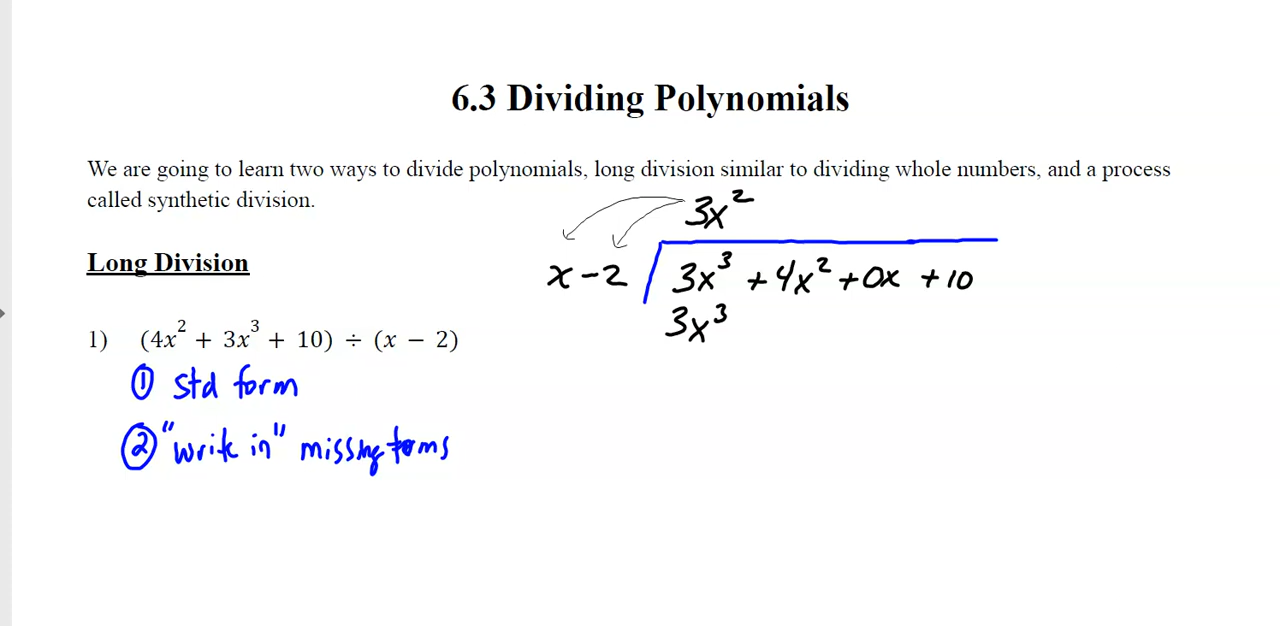 6.3 Dividing Polynomials
We are going to learn two ways to divide polynomials, long division similar to dividing whole numbers, and a process
called synthetic division.
3x²
Long Division
x - 2 3x³ + 4x² + 0x + 10
3x³
1) (4x² + 3x³ + 10) ÷ (x − 2)
① std form
② "write in" missing terms